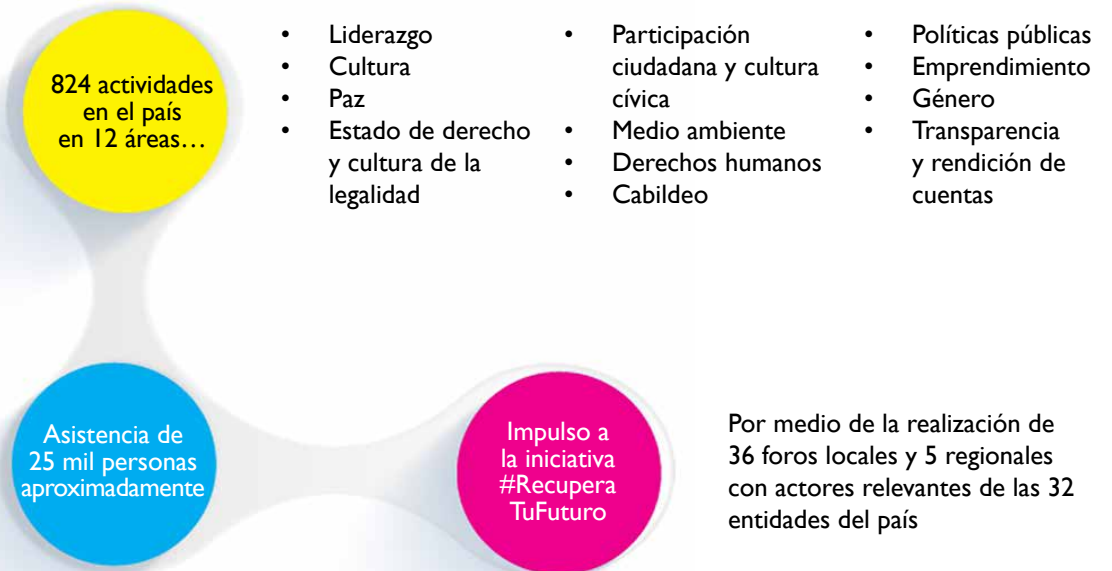 824 actividades
en el país
en 12 áreas…
• Liderazgo
• Cultura
• Paz
• Estado de derecho
y cultura de la
legalidad
• Participación
ciudadana y cultura
cívica
• Medio ambiente
• Derechos humanos
• Cabildeo
• Políticas públicas
• Emprendimiento
• Género
• Transparencia
y rendición de
cuentas
Asistencia de
25 mil personas
aproximadamente
Impulso a
la iniciativa
#Recupera
TuFuturo
Por medio de la realización de
36 foros locales y 5 regionales
con actores relevantes de las 32
entidades del país